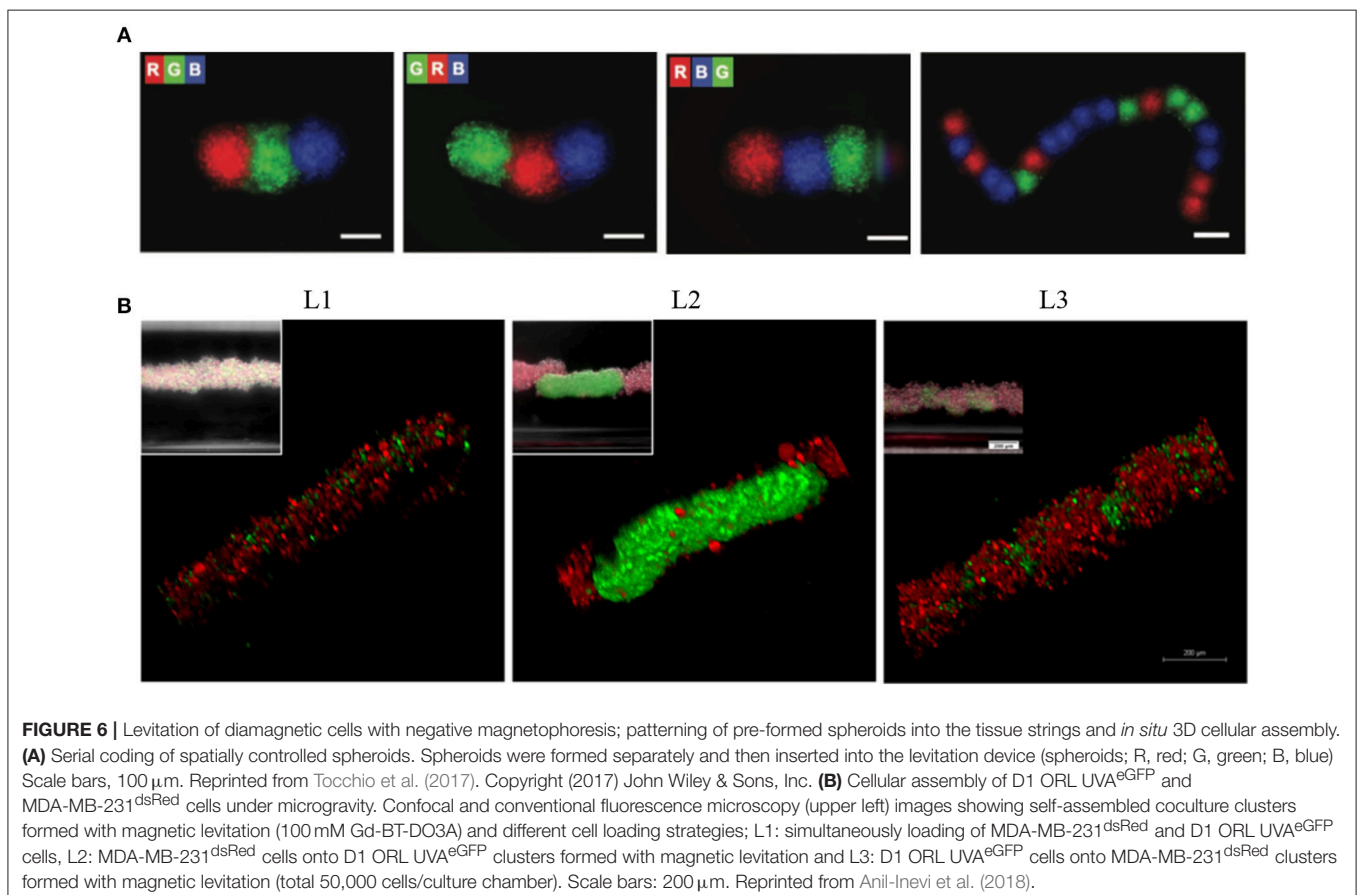 A
R G B
G R B
R B G
B
L1
L2
L3
200 µm
200 µm
FIGURE 6 | Levitation of diamagnetic cells with negative magnetophoresis; patterning of pre-formed spheroids into the tissue strings and in situ 3D cellular assembly.
(A) Serial coding of spatially controlled spheroids. Spheroids were formed separately and then inserted into the levitation device (spheroids; R, red; G, green; B, blue)
Scale bars, 100 µm. Reprinted from Tocchio et al. (2017). Copyright (2017) John Wiley & Sons, Inc. (B) Cellular assembly of D1 ORL UVAeGFP and
MDA-MB-231dsRed cells under microgravity. Confocal and conventional fluorescence microscopy (upper left) images showing self-assembled coculture clusters
formed with magnetic levitation (100 mM Gd-BT-DO3A) and different cell loading strategies; L1: simultaneously loading of MDA-MB-231dsRed and D1 ORL UVAeGFP
cells, L2: MDA-MB-231dsRed cells onto D1 ORL UVAeGFP clusters formed with magnetic levitation and L3: D1 ORL UVAeGFP cells onto MDA-MB-231dsRed clusters
formed with magnetic levitation (total 50,000 cells/culture chamber). Scale bars: 200 µm. Reprinted from Anil-Inevi et al. (2018).